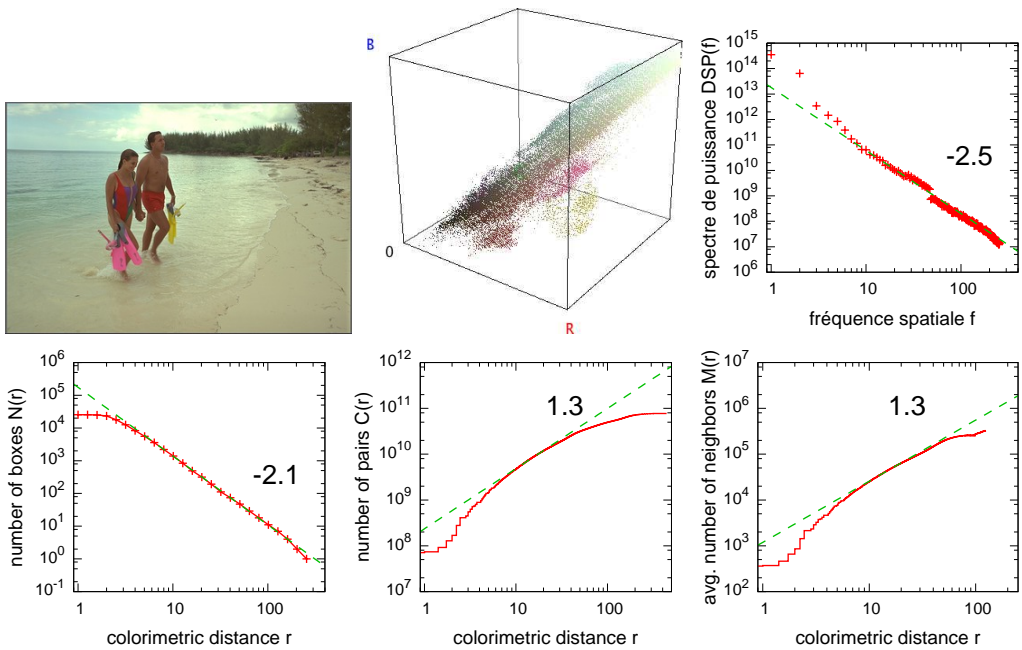 B
0
R
spectre de puissance DSP(f)
10^15
10^14
10^13
10^12
10^11
10^10
10^9
10^8
10^7
10^6
-2.5
1 10 100
fréquence spatiale f
number of boxes N(r)
10^6
10^5
10^4
10^3
10^2
10^1
10^0
10^-1
-2.1
1 10 100
colorimetric distance r
number of pairs C(r)
10^12
10^11
10^10
10^9
10^8
10^7
1.3
1 10 100
colorimetric distance r
avg. number of neighbors M(r)
10^7
10^6
10^5
10^4
10^3
10^2
1.3
1 10 100
colorimetric distance r